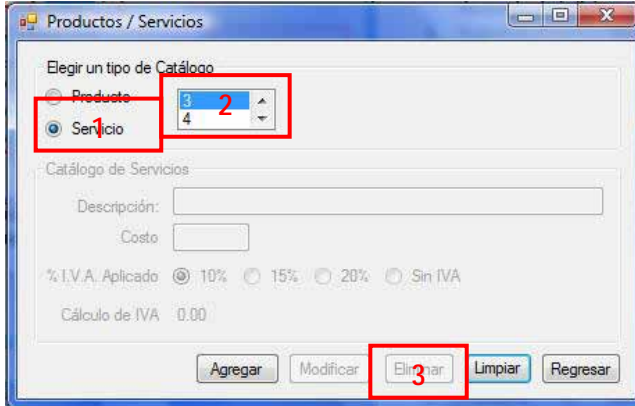 Productos / Servicios
Elegir un tipo de Catálogo
Producto
3
2
4
1
Servicio
Catálogo de Servicios
Descripción:
Costo
% I.V.A. Aplicado 10% 15% 20% Sin IVA
Cálculo de IVA 0.00
Agregar Modificar Eliminar Limpiar Regresar
3